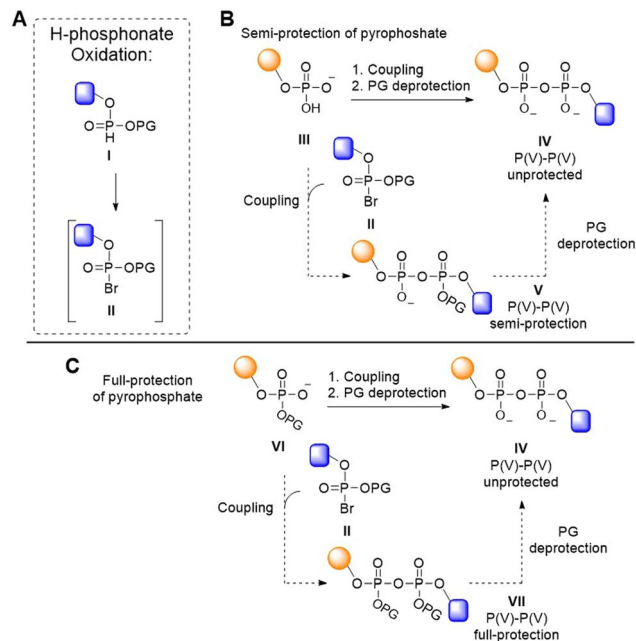 A
H-phosphonate
Oxidation:
O
O=P-OPG
H
I
O
O=P-OPG
Br
II
B
Semi-protection of pyrophoshate
O
O-P-O⁻
OH
III
1. Coupling
2. PG deprotection
O O
O-P-O-P-O
O⁻ O⁻
IV
P(V)-P(V)
unprotected
Coupling
O
O=P-OPG
Br
II
PG
deprotection
O O
O-P-O-P-O
O⁻ OPG
V
P(V)-P(V)
semi-protection
C
Full-protection
of pyrophosphate
O
O-P-O⁻
OPG
VI
1. Coupling
2. PG deprotection
O O
O-P-O-P-O
O⁻ O⁻
IV
P(V)-P(V)
unprotected
Coupling
O
O=P-OPG
Br
II
PG
deprotection
O O
O-P-O-P-O
OPG OPG
VII
P(V)-P(V)
full-protection